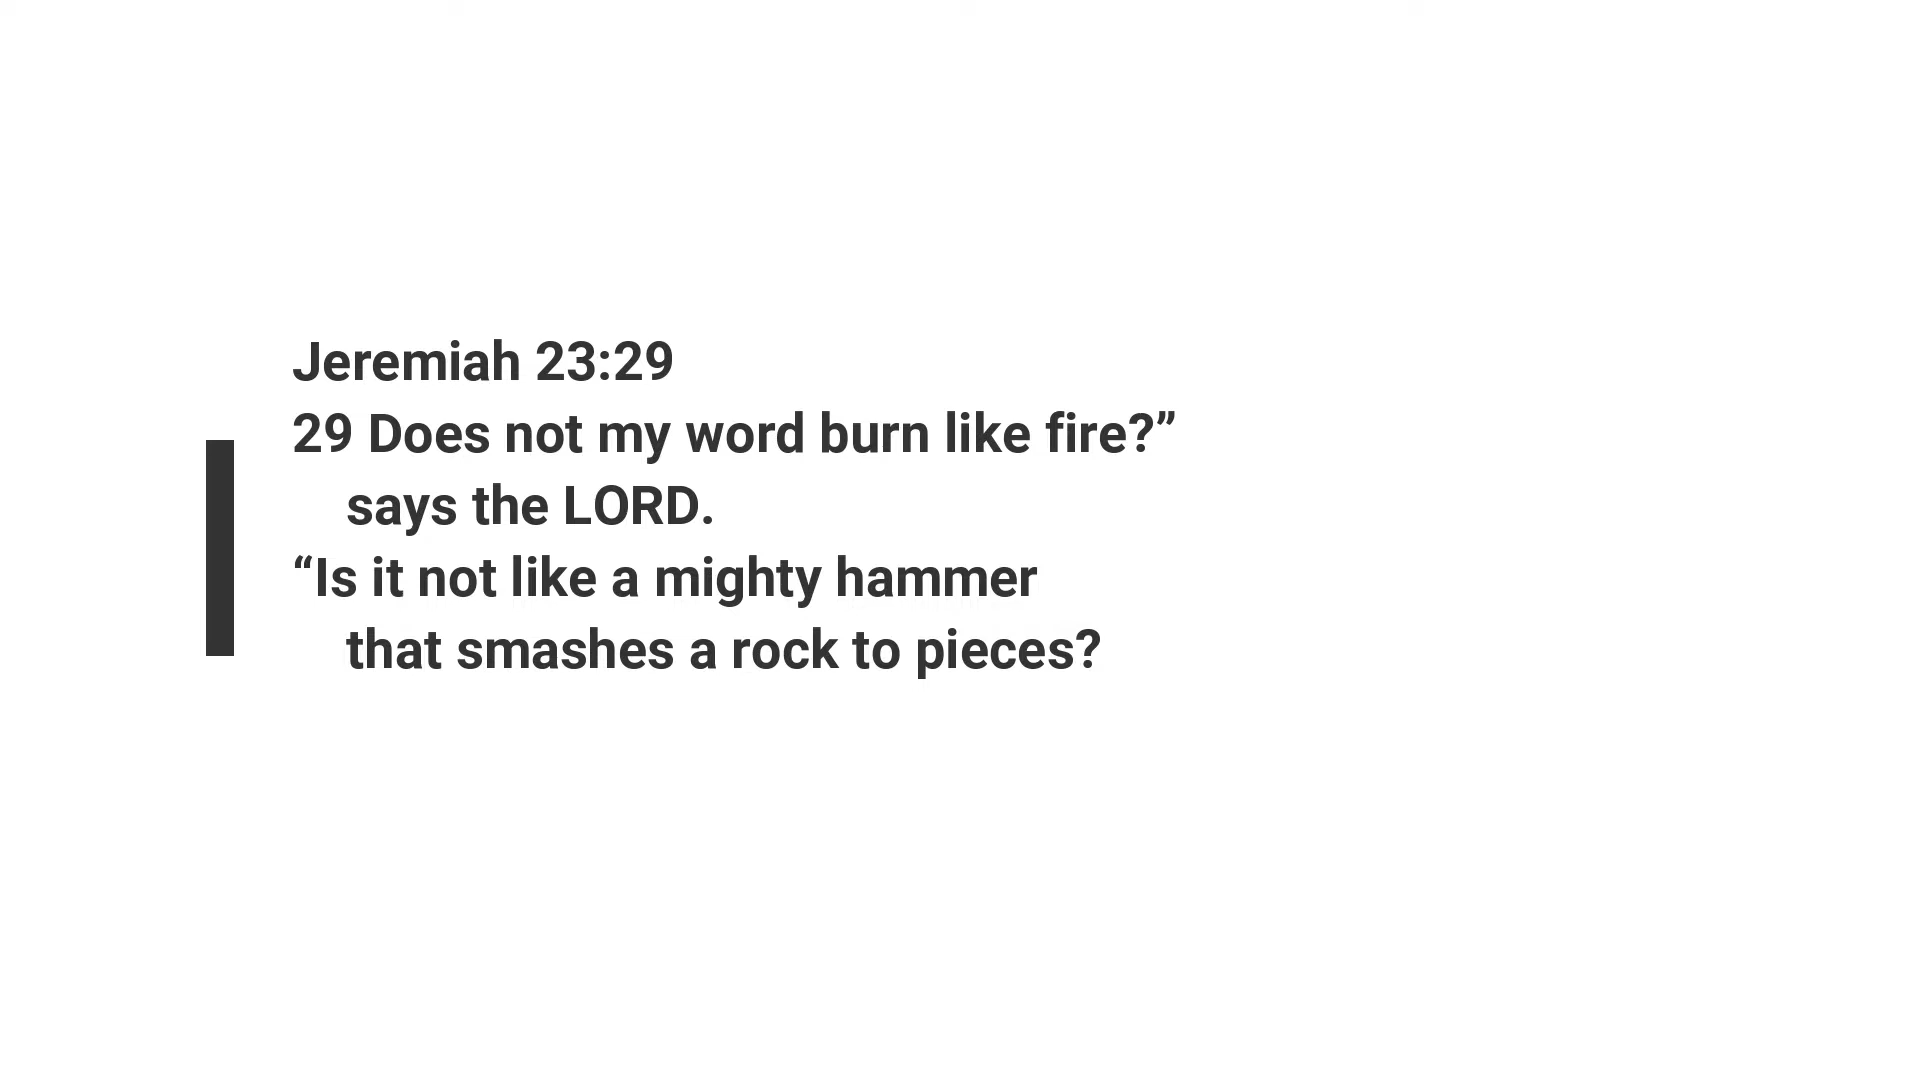 Jeremiah 23:29
29 Does not my word burn like fire?”
says the LORD.
“Is it not like a mighty hammer
that smashes a rock to pieces?